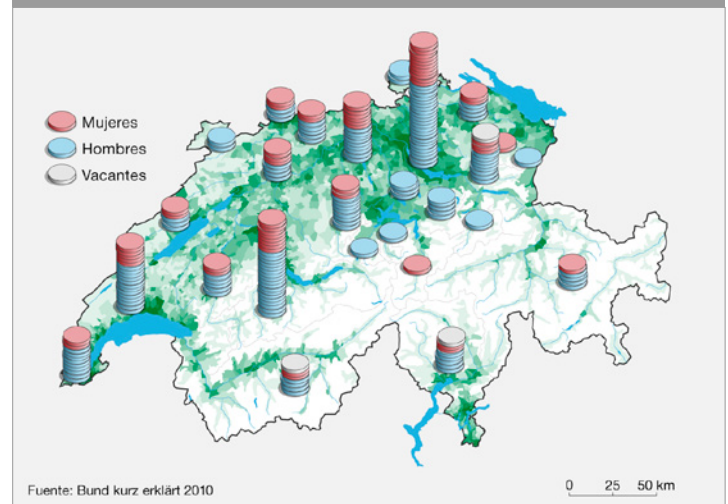 Mujeres
Hombres
Vacantes
Fuente: Bund kurz erklärt 2010
0 25 50 km